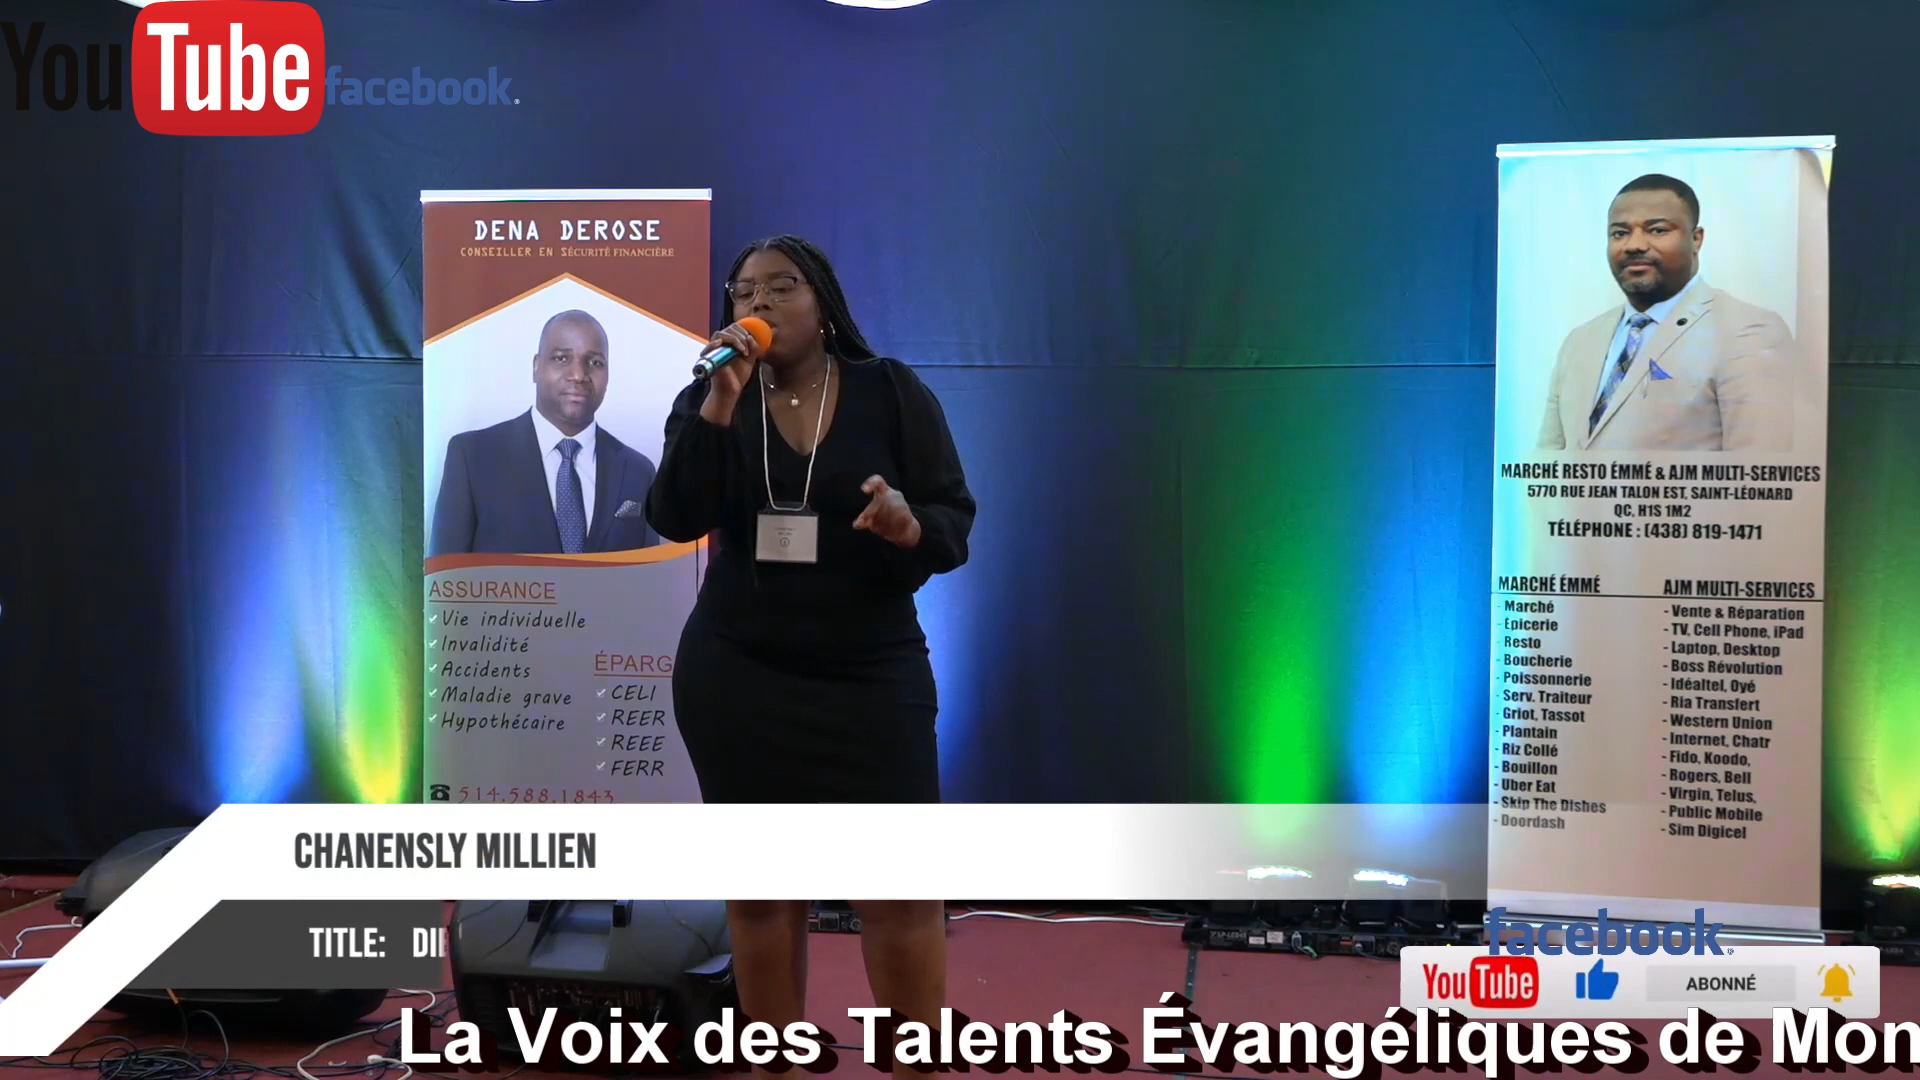 YouTube
facebook
DENA DEROSE
CONSEILLER EN SÉCURITÉ FINANCIÈRE
ASSURANCE
Vie individuelle
Invalidité
Accidents
Maladie grave
Hypothécaire
ÉPARG
CELI
REER
REEE
FERR
514.588.1843
MARCHÉ RESTO ÉMMÉ & AJM MULTI-SERVICES
5770 RUE JEAN TALON EST, SAINT-LÉONARD
QC, H1S 1M2
TÉLÉPHONE : (438) 819-1471
MARCHÉ ÉMMÉ
- Marché
- Épicerie
- Resto
- Boucherie
- Poissonnerie
- Serv. Traiteur
- Griot, Tassot
- Plantain
- Riz Collé
- Bouillon
- Uber Eat
- Skip The Dishes
- Doordash
AJM MULTI-SERVICES
- Vente & Réparation
- TV, Cell Phone, iPad
- Laptop, Desktop
- Boss Révolution
- Idéaltel, Oyé
- Ria Transfert
- Western Union
- Internet, Chatr
- Fido, Koodo,
- Rogers, Bell
- Virgin, Telus,
- Public Mobile
- Sim Digicel
CHANENSLY MILLIEN
TITLE: DIE
facebook
YouTube
ABONNÉ
La Voix des Talents Évangéliques de Mon